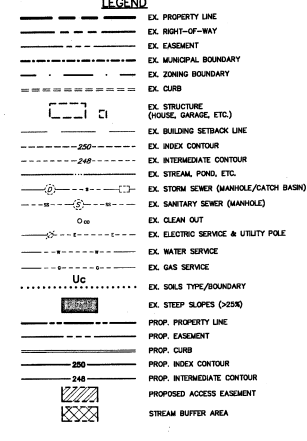 LEGEND
EX. PROPERTY LINE
EX. RIGHT-OF-WAY
EX. EASEMENT
EX. MUNICIPAL BOUNDARY
EX. ZONING BOUNDARY
EX. CURB
EX. STRUCTURE
(HOUSE, GARAGE, ETC.)
EX. BUILDING SETBACK LINE
250 EX. INDEX CONTOUR
248 EX. INTERMEDIATE CONTOUR
EX. STREAM, POND, ETC.
D EX. STORM SEWER (MANHOLE/CATCH BASIN)
SS S SS EX. SANITARY SEWER (MANHOLE)
O co EX. CLEAN OUT
E E EX. ELECTRIC SERVICE & UTILITY POLE
W W EX. WATER SERVICE
G G EX. GAS SERVICE
Uc EX. SOILS TYPE/BOUNDARY
EX. STEEP SLOPES (>25%)
PROP. PROPERTY LINE
PROP. EASEMENT
PROP. CURB
250 PROP. INDEX CONTOUR
248 PROP. INTERMEDIATE CONTOUR
PROPOSED ACCESS EASEMENT
STREAM BUFFER AREA